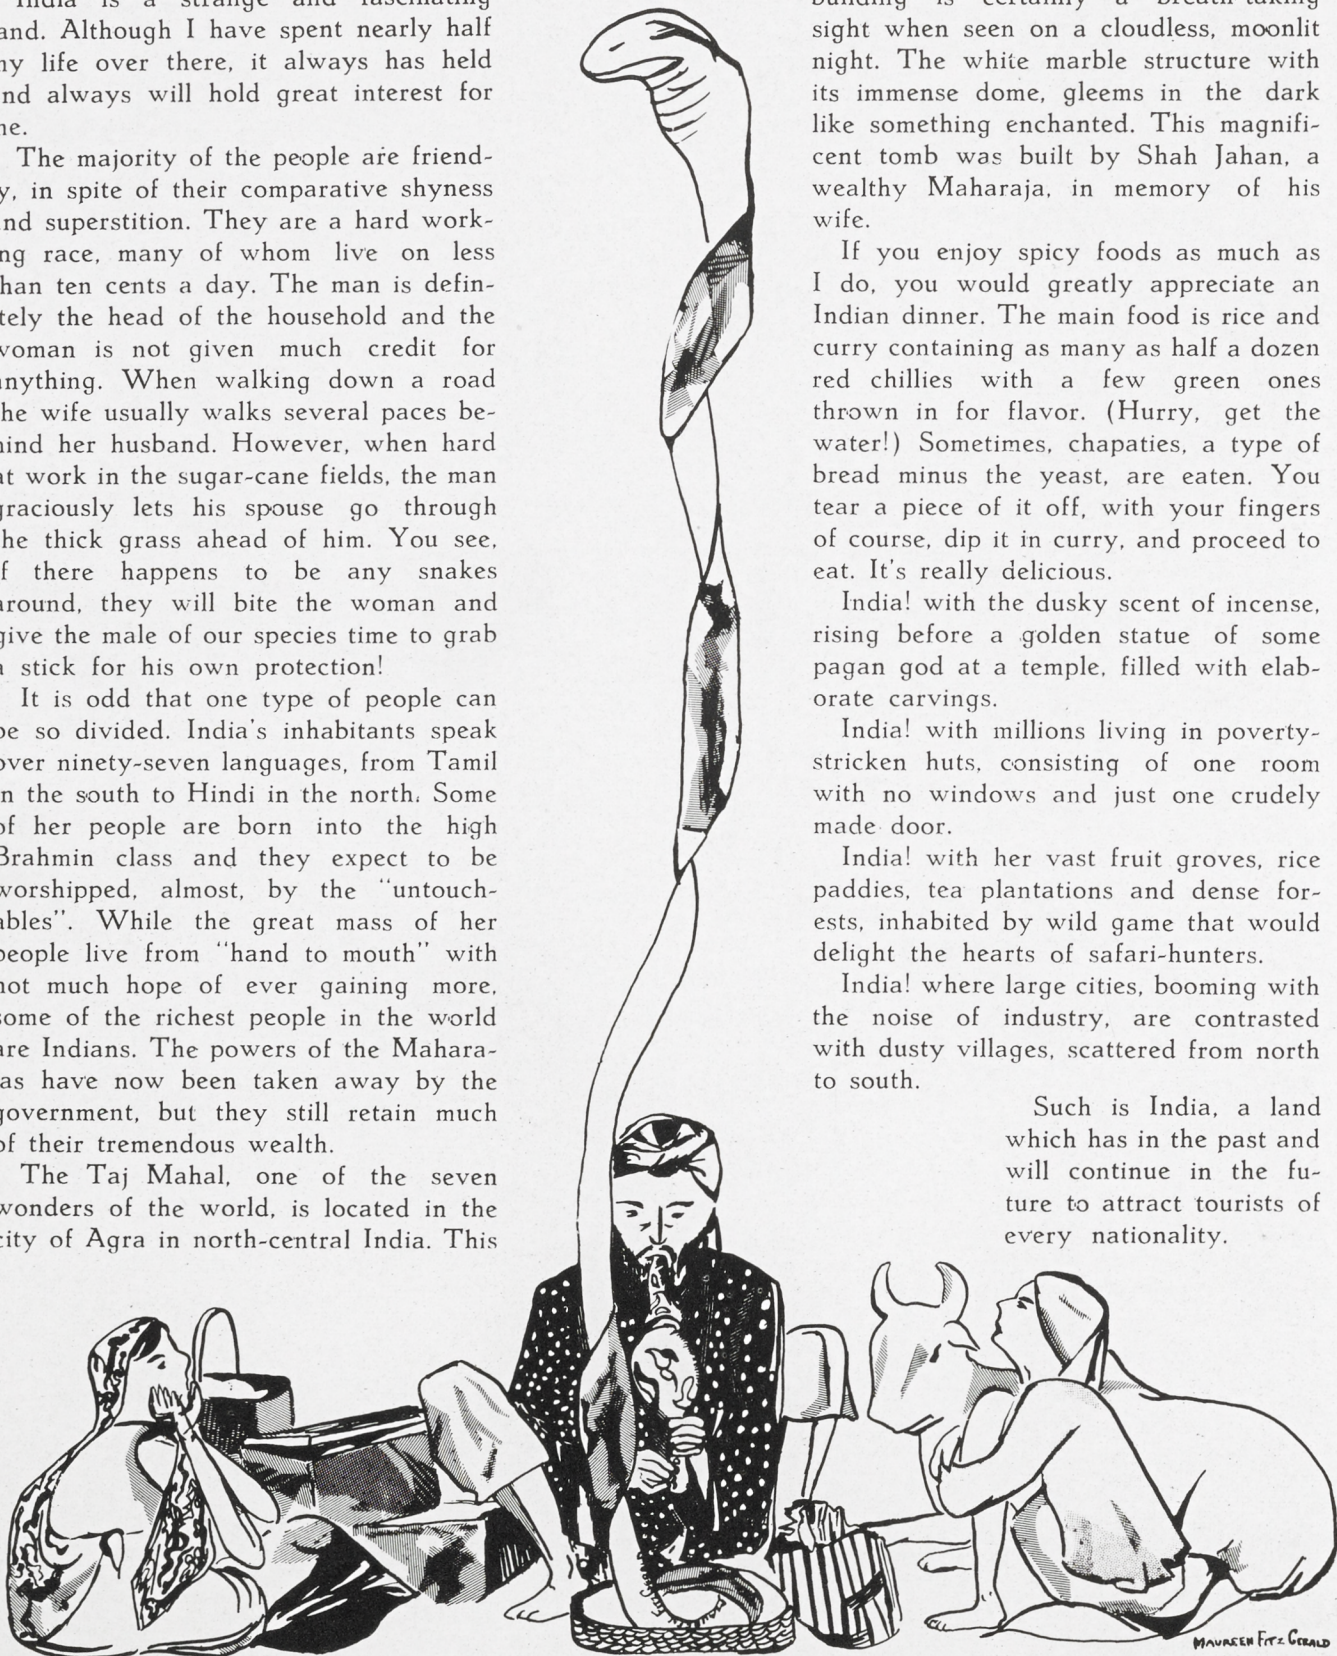 India is a strange and fascinating
and. Although I have spent nearly half
ny life over there, it always has held
nd always will hold great interest for
ne.
The majority of the people are friend-
y, in spite of their comparative shyness
nd superstition. They are a hard work-
ng race, many of whom live on less
han ten cents a day. The man is defin-
tely the head of the household and the
woman is not given much credit for
anything. When walking down a road
he wife usually walks several paces be-
hind her husband. However, when hard
at work in the sugar-cane fields, the man
graciously lets his spouse go through
he thick grass ahead of him. You see,
f there happens to be any snakes
around, they will bite the woman and
give the male of our species time to grab
a stick for his own protection!
It is odd that one type of people can
be so divided. India's inhabitants speak
over ninety-seven languages, from Tamil
n the south to Hindi in the north. Some
of her people are born into the high
Brahmin class and they expect to be
worshipped, almost, by the "untouch-
ables". While the great mass of her
people live from "hand to mouth" with
not much hope of ever gaining more,
some of the richest people in the world
are Indians. The powers of the Mahara-
as have now been taken away by the
government, but they still retain much
of their tremendous wealth.
The Taj Mahal, one of the seven
wonders of the world, is located in the
city of Agra in north-central India. This
building is certainly a breath-taking
sight when seen on a cloudless, moonlit
night. The white marble structure with
its immense dome, gleems in the dark
like something enchanted. This magnifi-
cent tomb was built by Shah Jahan, a
wealthy Maharaja, in memory of his
wife.
If you enjoy spicy foods as much as
I do, you would greatly appreciate an
Indian dinner. The main food is rice and
curry containing as many as half a dozen
red chillies with a few green ones
thrown in for flavor. (Hurry, get the
water!) Sometimes, chapaties, a type of
bread minus the yeast, are eaten. You
tear a piece of it off, with your fingers
of course, dip it in curry, and proceed to
eat. It's really delicious.
India! with the dusky scent of incense,
rising before a golden statue of some
pagan god at a temple, filled with elab-
orate carvings.
India! with millions living in poverty-
stricken huts, consisting of one room
with no windows and just one crudely
made door.
India! with her vast fruit groves, rice
paddies, tea plantations and dense for-
ests, inhabited by wild game that would
delight the hearts of safari-hunters.
India! where large cities, booming with
the noise of industry, are contrasted
with dusty villages, scattered from north
to south.
Such is India, a land
which has in the past and
will continue in the fu-
ture to attract tourists of
every nationality.
MAUREEN FITZ GERALD